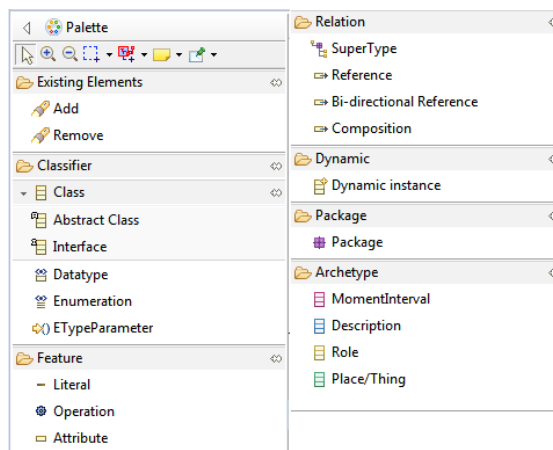 Palette
Existing Elements
Add
Remove
Classifier
Class
Abstract Class
Interface
Datatype
Enumeration
ETypeParameter
Feature
Literal
Operation
Attribute
Relation
SuperType
Reference
Bi-directional Reference
Composition
Dynamic
Dynamic instance
Package
Package
Archetype
MomentInterval
Description
Role
Place/Thing